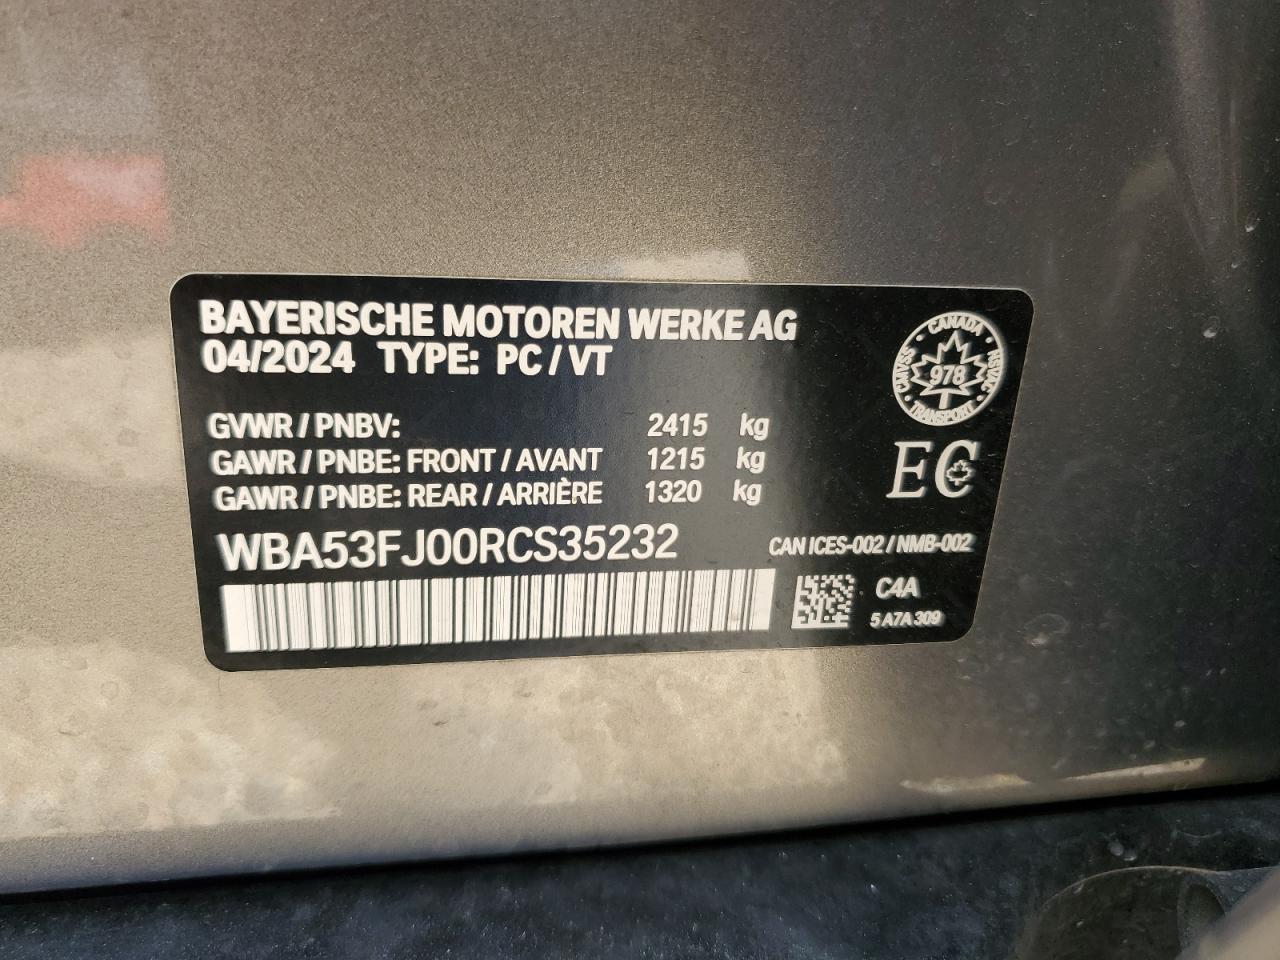 BAYERISCHE MOTOREN WERKE AG
04/2024 TYPE: PC / VT
GVWR / PNBV: 2415 kg
GAWR / PNBE: FRONT / AVANT 1215 kg
GAWR / PNBE: REAR / ARRIÈRE 1320 kg
WBA53FJ00RCS35232
CANADA
CMVSS
978
NSVAC
TRANSPORT
EC
CAN ICES-002 / NMB-002
C4A
5 A7A 309